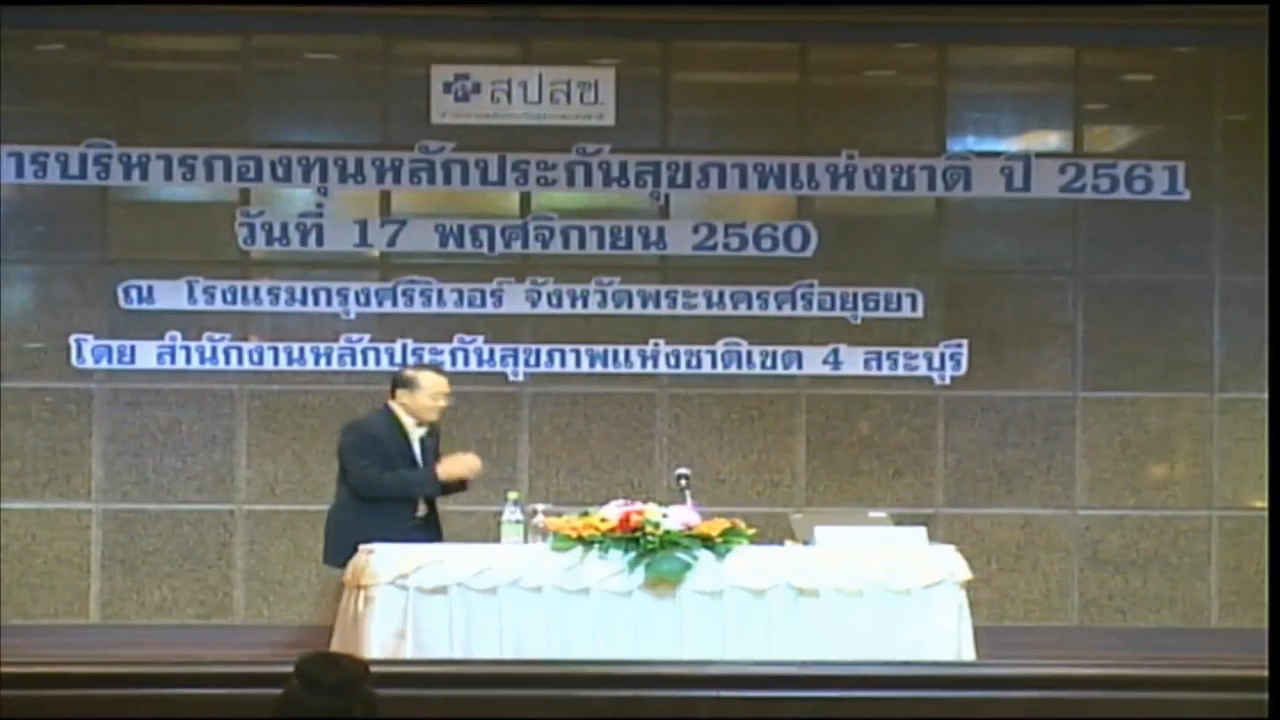 สปสช.
ารบริหารกองทุนหลักประกันสุขภาพแห่งชาติ ปี 2561
วันที่ 17 พฤศจิกายน 2560
ณ โรงแรมกรุงศรีริเวอร์ จังหวัดพระนครศรีอยุธยา
โดย สำนักงานหลักประกันสุขภาพแห่งชาติเขต 4 สระบุรี